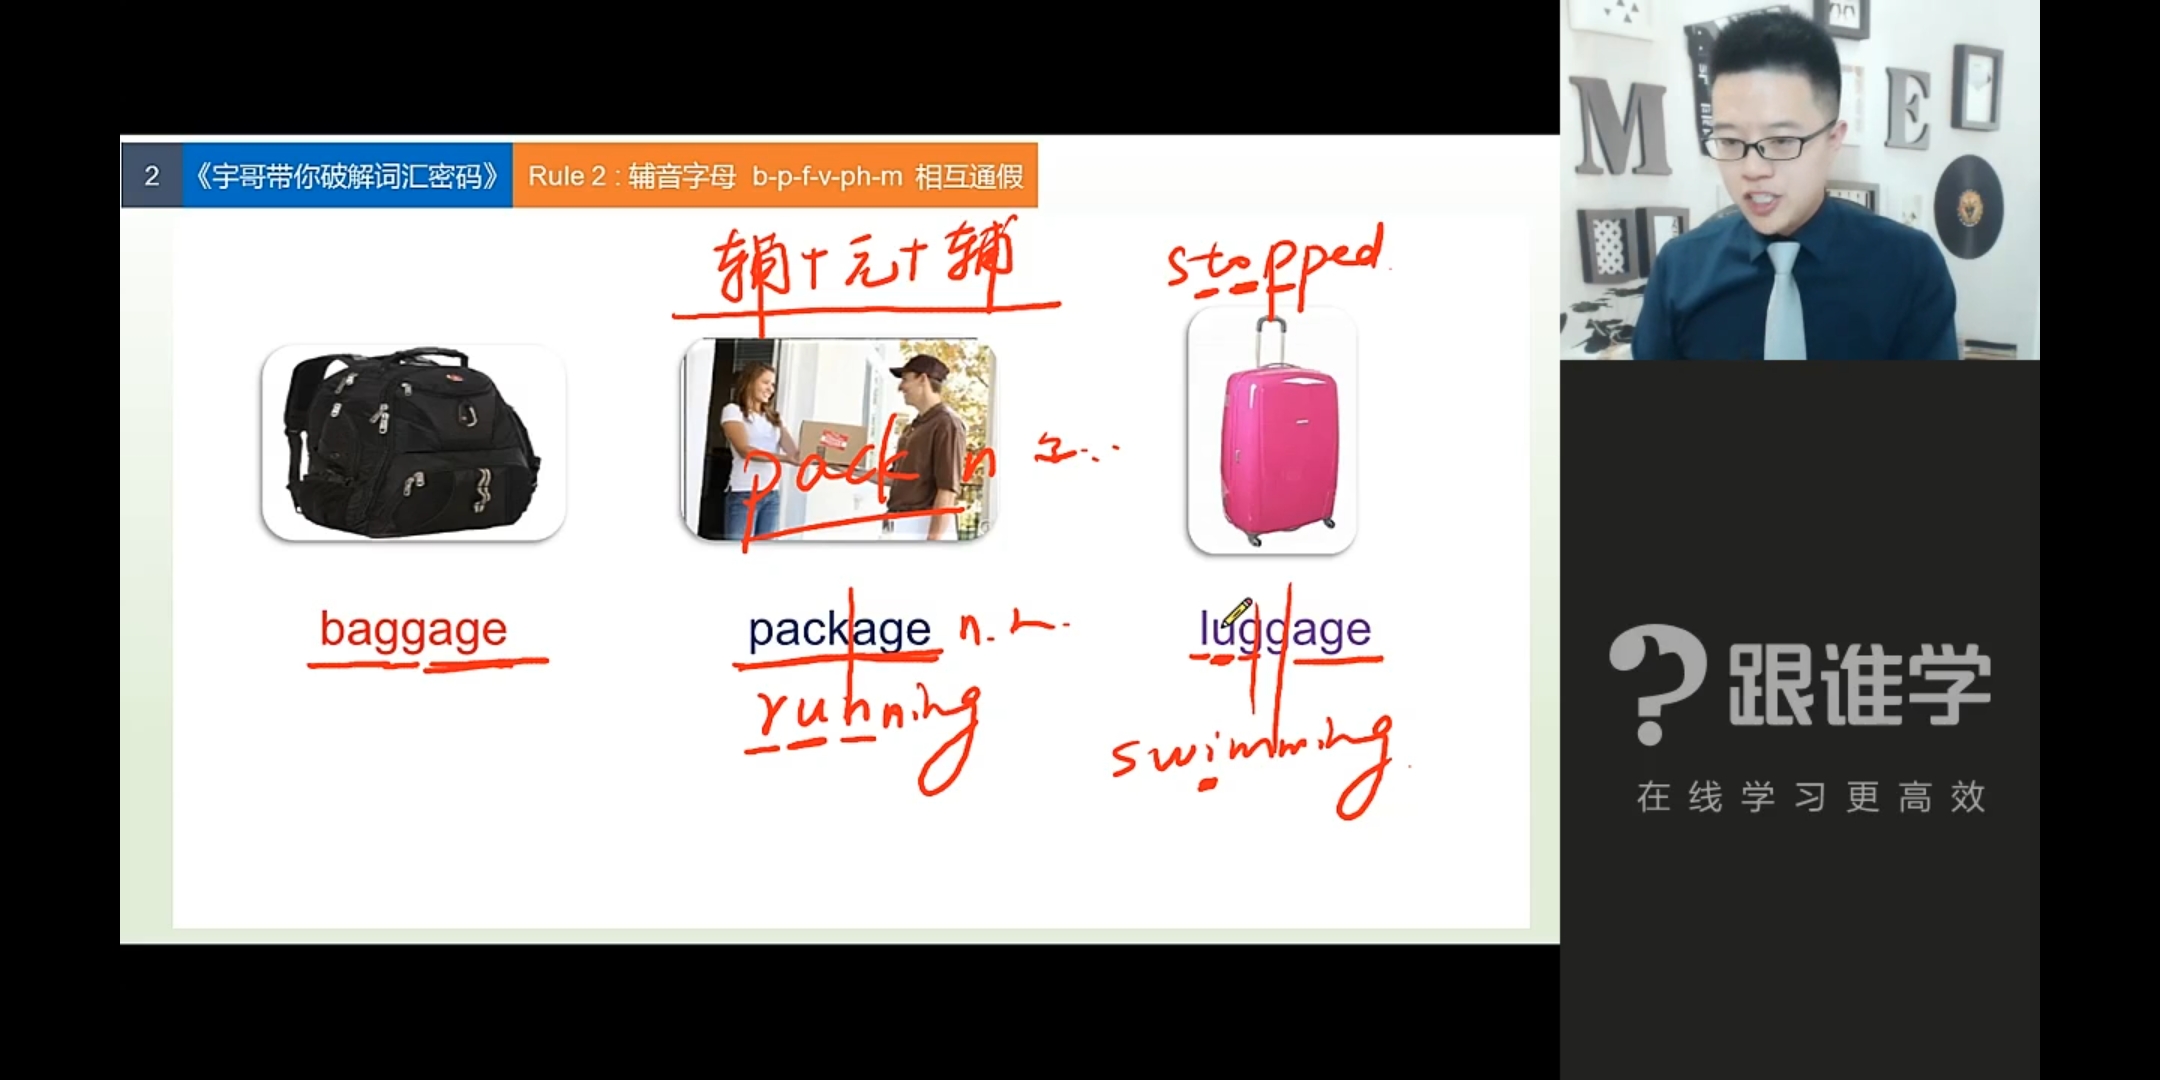 2 《宇哥带你破解词汇密码》 Rule 2 : 辅音字母 b-p-f-v-ph-m 相互通假
辅+元+辅
stopped.
pack n
baggage
package n.
luggage
running
swimming.
M E
跟谁学
在线学习更高效